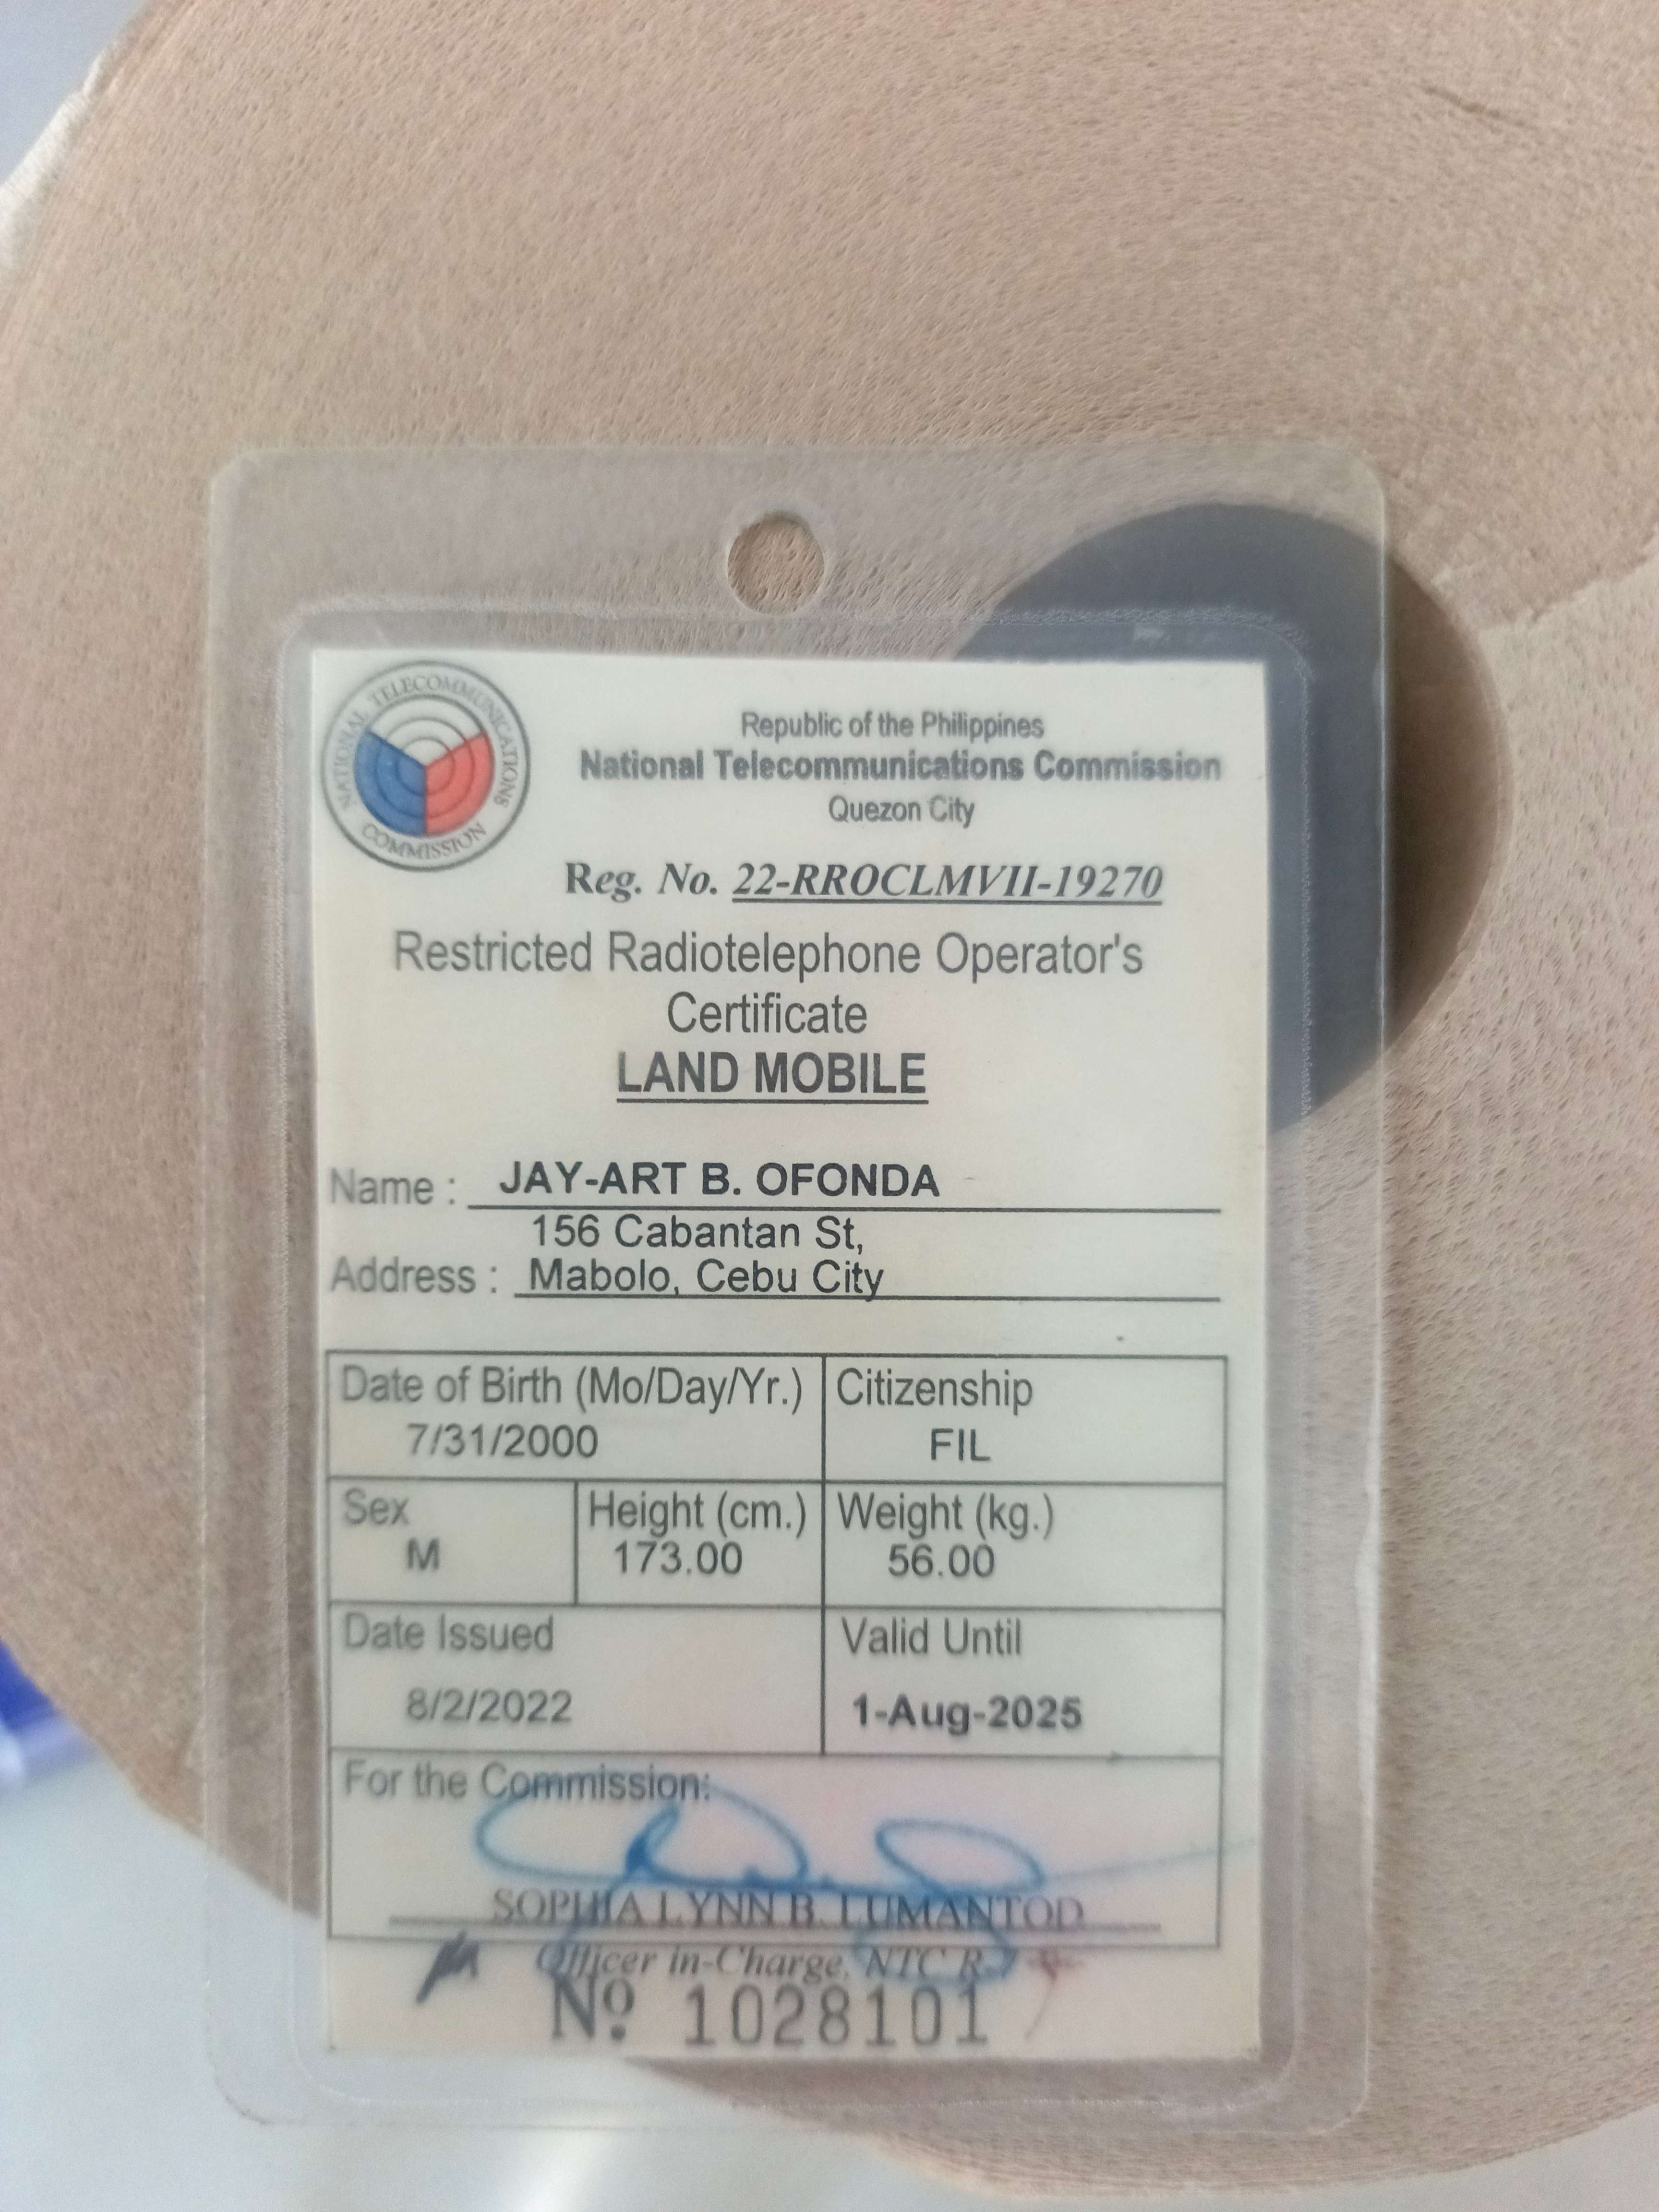 NATIONAL TELECOMMUNICATIONS COMMISSION
Republic of the Philippines
National Telecommunications Commission
Quezon City
Reg. No. 22-RROCLMVII-19270
Restricted Radiotelephone Operator's
Certificate
LAND MOBILE
Name : JAY-ART B. OFONDA
156 Cabantan St,
Address : Mabolo, Cebu City
Date of Birth (Mo/Day/Yr.) Citizenship
7/31/2000 FIL
Sex Height (cm.) Weight (kg.)
M 173.00 56.00
Date Issued Valid Until
8/2/2022 1-Aug-2025
For the Commission:
SOPHIA LYNN B. LUMANTOD
Officer in-Charge, NTC R-7
Nº 1028101